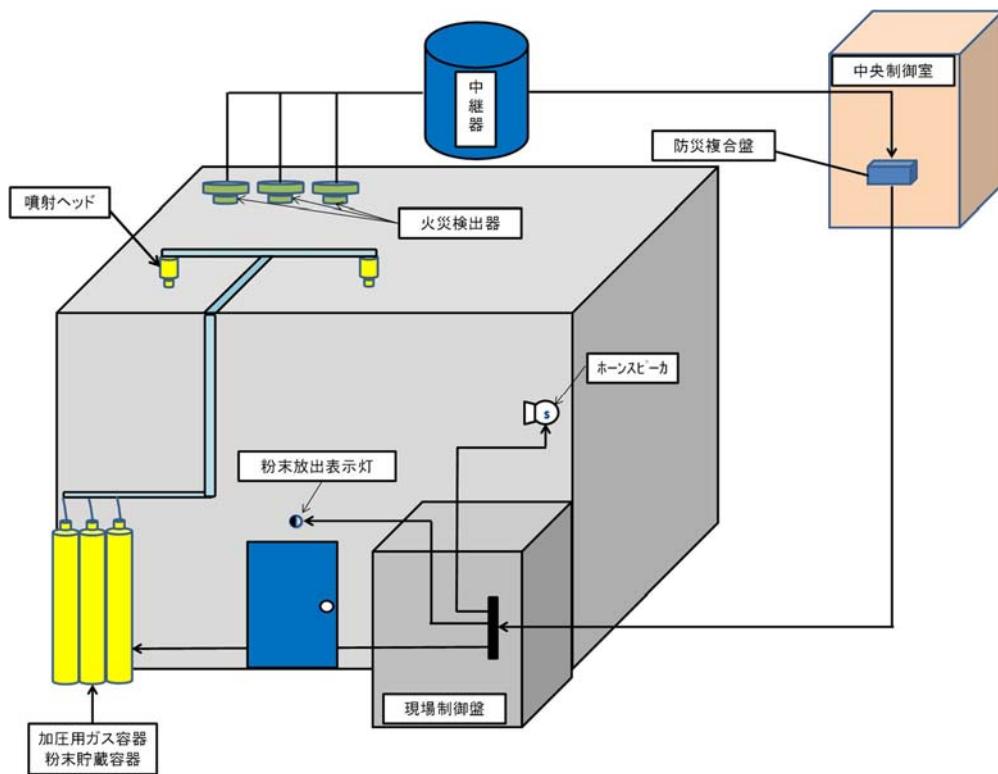 中継器
中央制御室
防災複合盤
噴射ヘッド
火災検出器
ホーンスピーカ
S
粉末放出表示灯
現場制御盤
加圧用ガス容器
粉末貯蔵容器